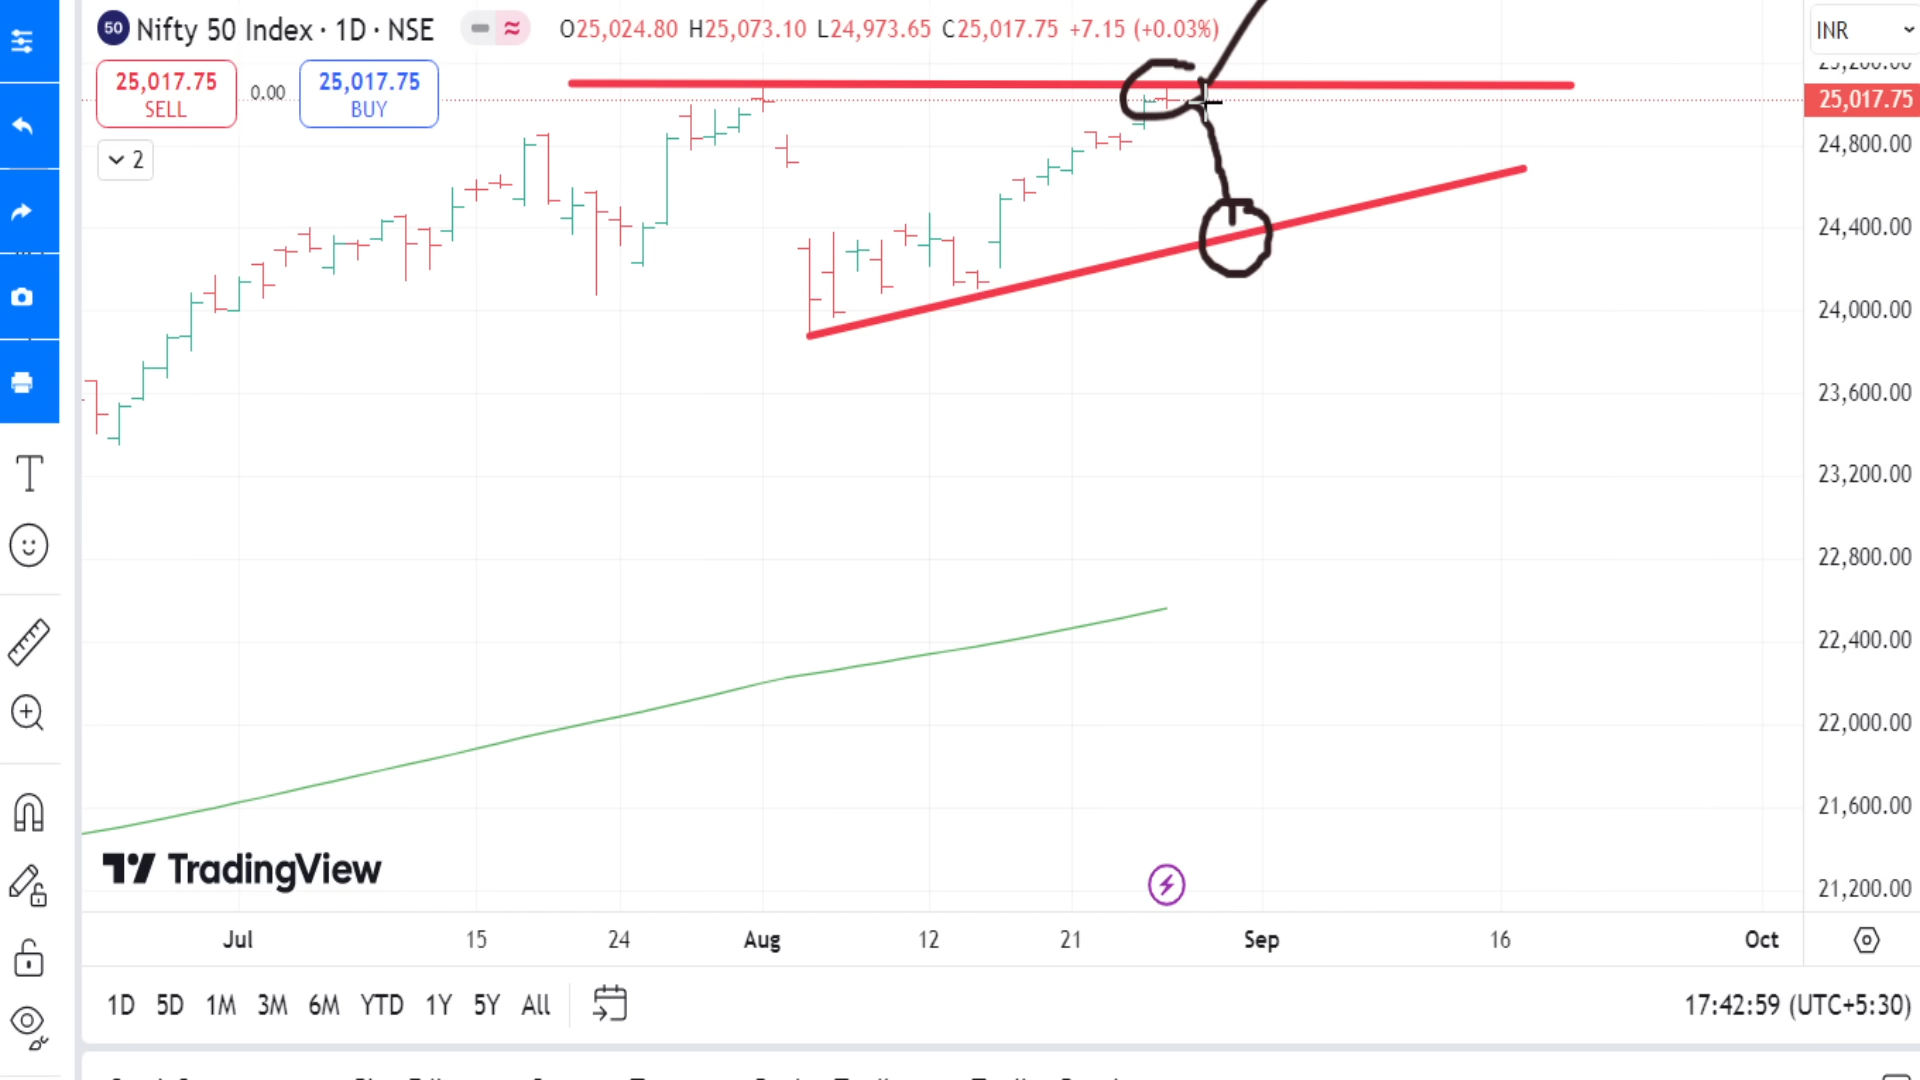 50 Nifty 50 Index · 1D · NSE O25,024.80 H25,073.10 L24,973.65 C25,017.75 +7.15 (+0.03%)
INR
25,017.75
SELL
0.00
25,017.75
BUY
2
25,200.00
25,017.75
24,800.00
24,400.00
24,000.00
23,600.00
23,200.00
22,800.00
22,400.00
22,000.00
21,600.00
21,200.00
TradingView
Jul 15 24 Aug 12 21 Sep 16 Oct
1D 5D 1M 3M 6M YTD 1Y 5Y All
17:42:59 (UTC+5:30)